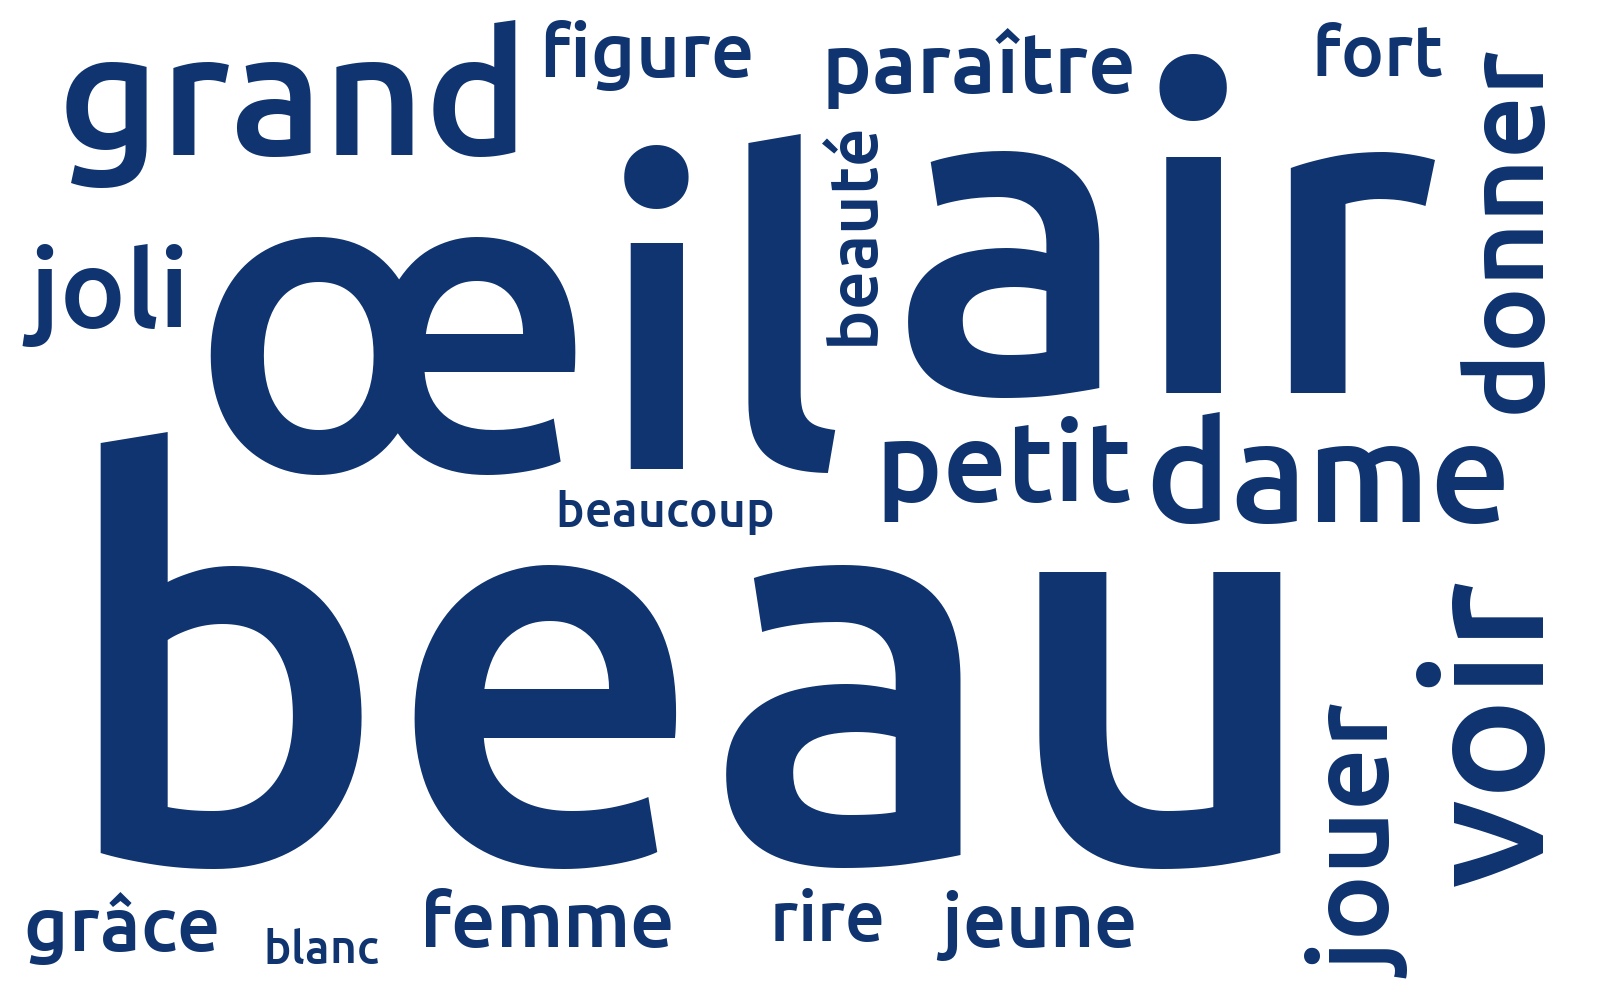 grand
figure
paraître
fort
donner
joli
œil
beauté
air
petit
dame
beaucoup
beau
voir
jouer
grâce
blanc
femme
rire
jeune